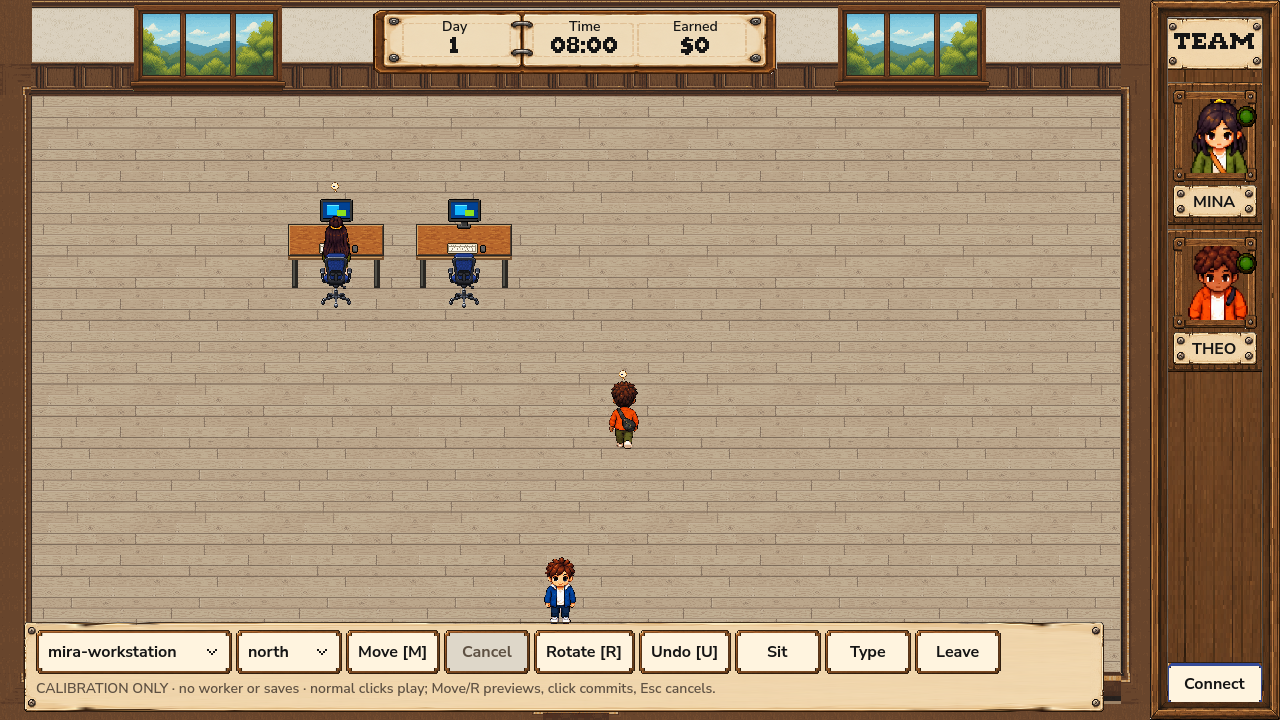 Day
1
Time
08:00
Earned
$0
TEAM
MINA
THEO
mira-workstation
north
Move [M]
Cancel
Rotate [R]
Undo [U]
Sit
Type
Leave
CALIBRATION ONLY · no worker or saves · normal clicks play; Move/R previews, click commits, Esc cancels.
Connect